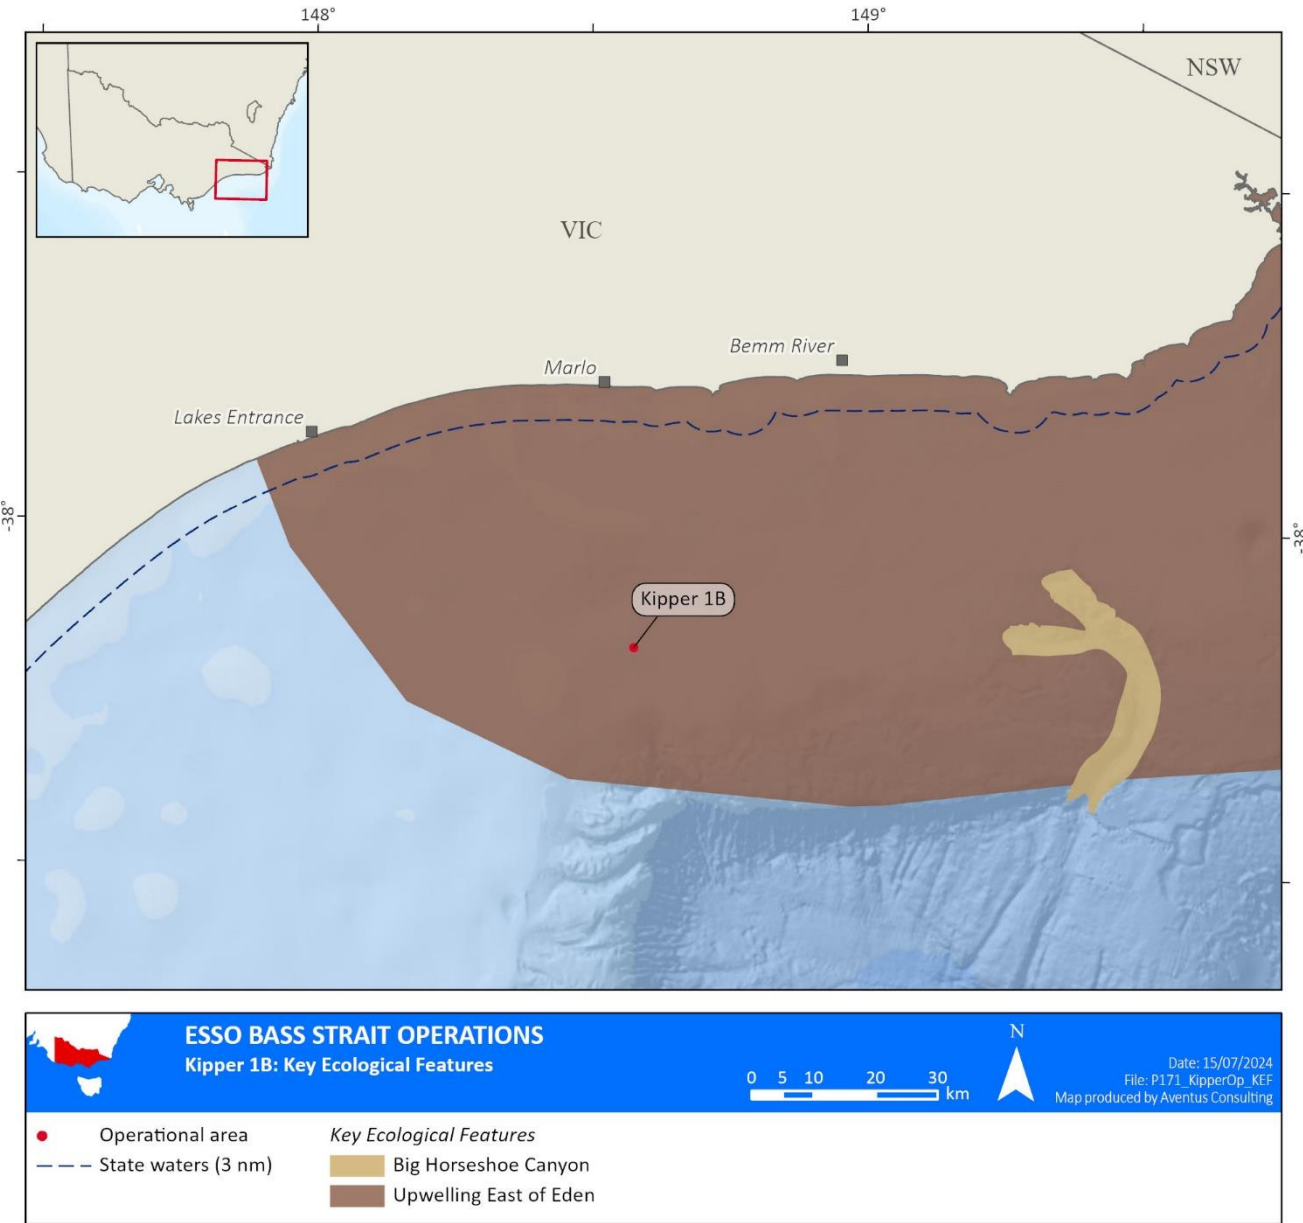 148°
149°
NSW
VIC
Bemm River
Marlo
Lakes Entrance
-38°
-38°
Kipper 1B
ESSO BASS STRAIT OPERATIONS
Kipper 1B: Key Ecological Features
0 5 10 20 30
km
N
Date: 15/07/2024
File: P171_KipperOp_KEF
Map produced by Aventus Consulting
Operational area
State waters (3 nm)
Key Ecological Features
Big Horseshoe Canyon
Upwelling East of Eden